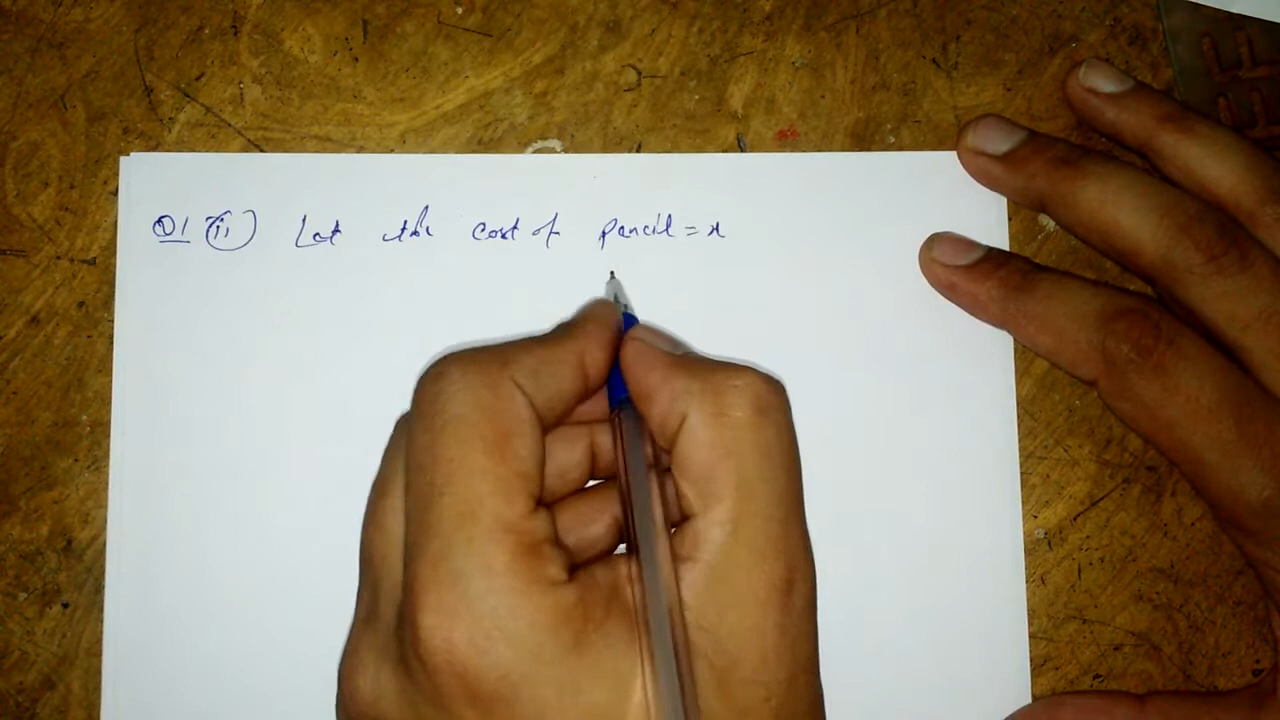 Q1 (ii) Let the cost of pencil = x